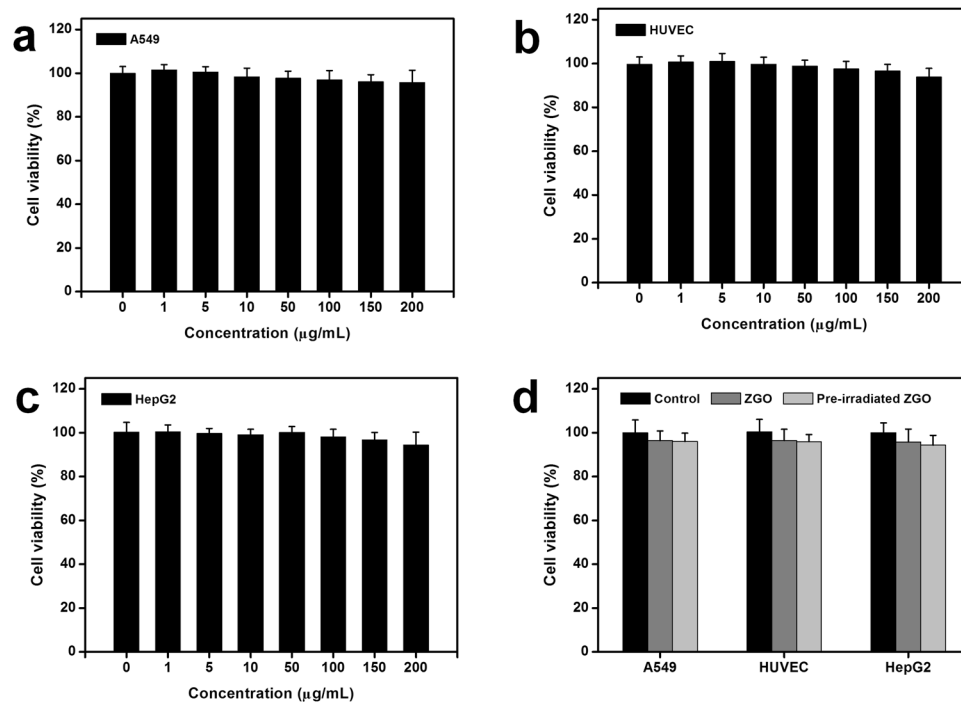 a
A549
120
100
80
60
40
20
0
Cell viability (%)
0 1 5 10 50 100 150 200
Concentration (μg/mL)
b
HUVEC
120
100
80
60
40
20
0
Cell viability (%)
0 1 5 10 50 100 150 200
Concentration (μg/mL)
c
HepG2
120
100
80
60
40
20
0
Cell viability (%)
0 1 5 10 50 100 150 200
Concentration (μg/mL)
d
Control ZGO Pre-irradiated ZGO
120
100
80
60
40
20
0
Cell viability (%)
A549 HUVEC HepG2